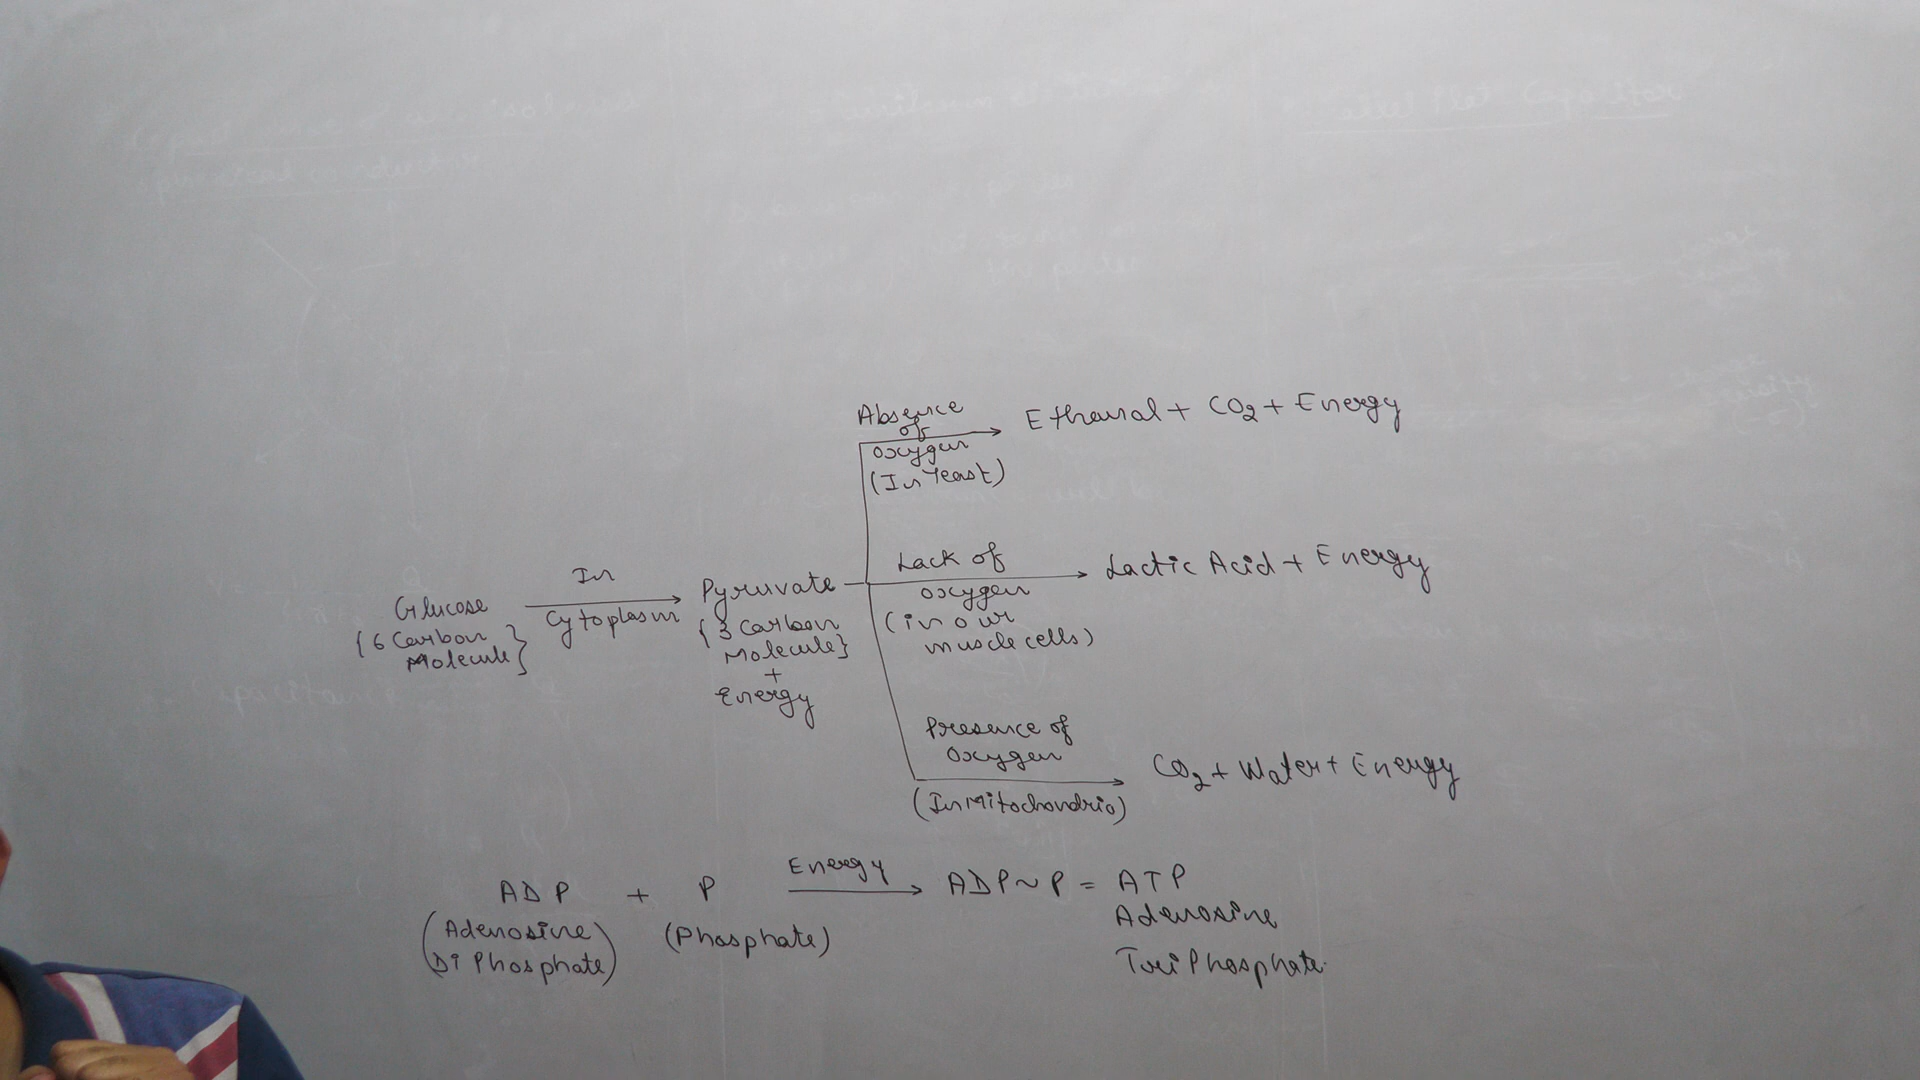 Absence
of
oxygen
(In Yeast)
Ethanol + CO2 + Energy
Lack of
oxygen
(in our
muscle cells)
Lactic Acid + Energy
Glucose
{6 Carbon
Molecule}
In
Cytoplasm
Pyruvate
{3 Carbon
Molecule}
+
Energy
Presence of
Oxygen
(In Mitochondria)
CO2 + Water + Energy
ADP + P Energy ADP~P = ATP
(Adenosine
Di Phosphate)
(Phosphate)
Adenosine
Tri Phosphate.